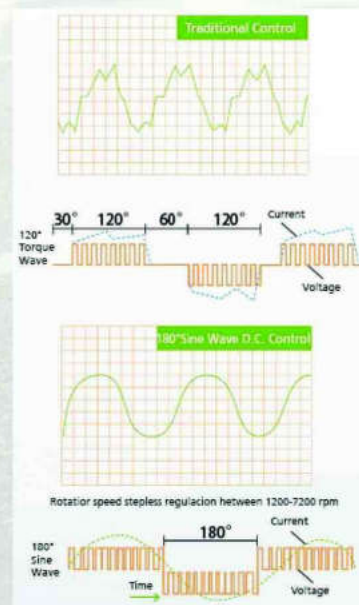 Traditional Control
30° 120° 60° 120° Current
120°
Torque
Wave
Voltage
180°Sine Wave D.C. Control
Rotatior speed stepless regulacion hetween 1200-7200 rpm
180° Current
180°
Sine
Wave
Time Voltage